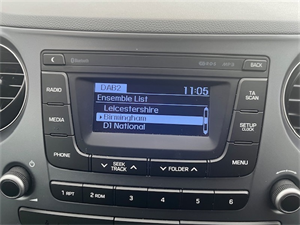 Bluetooth
BACK
DAB2
11:05
Ensemble List
Leicestershire
Birmingham
D1 National
RADIO
MEDIA
PHONE
TA
SCAN
SETUP
CLOCK
MENU
SEEK
TRACK
FOLDER
1 RPT
2 RDM
3
4
5
6